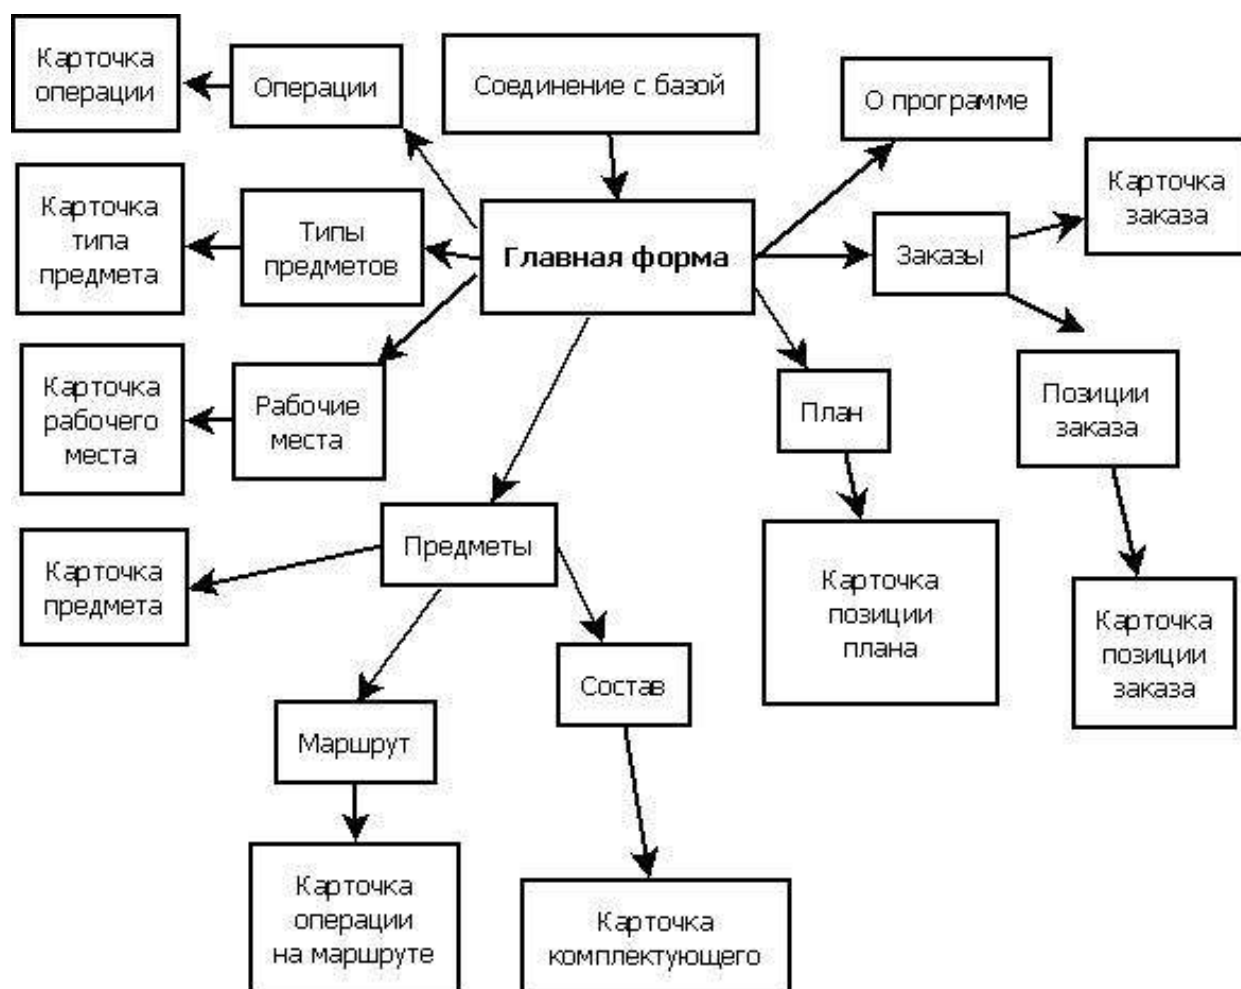 Карточка
операции
Операции
Соединение с базой
О программе
Карточка
заказа
Карточка
типа
предмета
Типы
предметов
Главная форма
Заказы
Карточка
рабочего
места
Рабочие
места
План
Позиции
заказа
Карточка
предмета
Предметы
Карточка
позиции
плана
Карточка
позиции
заказа
Состав
Маршрут
Карточка
операции
на маршруте
Карточка
комплектующего